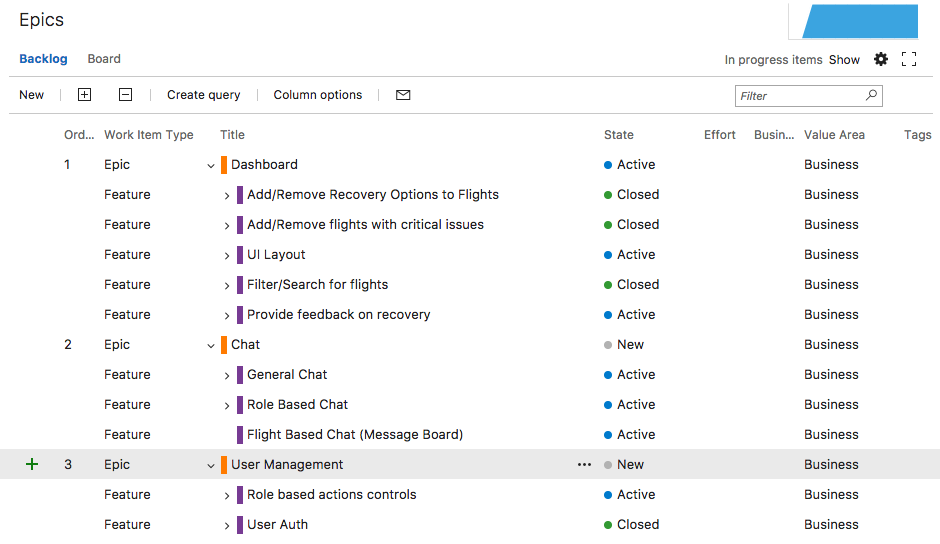 Epics
Backlog Board In progress items Show
New Create query Column options Filter
Ord... Work Item Type Title State Effort Busin... Value Area Tags
1 Epic Dashboard Active Business
Feature Add/Remove Recovery Options to Flights Closed Business
Feature Add/Remove flights with critical issues Closed Business
Feature UI Layout Active Business
Feature Filter/Search for flights Closed Business
Feature Provide feedback on recovery Active Business
2 Epic Chat New Business
Feature General Chat Active Business
Feature Role Based Chat Active Business
Feature Flight Based Chat (Message Board) Active Business
3 Epic User Management ... New Business
Feature Role based actions controls Active Business
Feature User Auth Closed Business